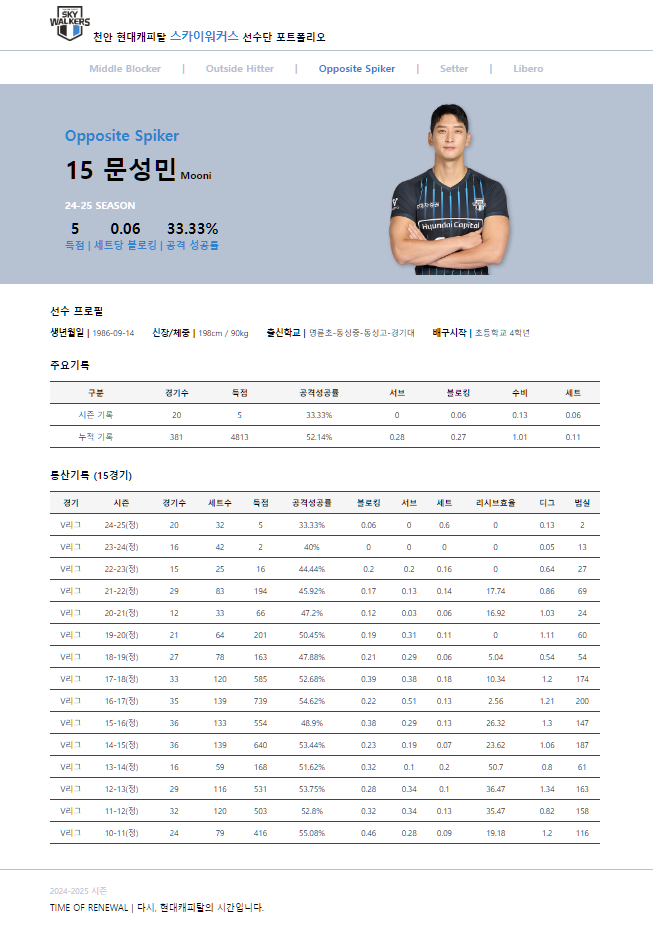 SKY
WALKERS
천안 현대캐피탈 스카이워커스 선수단 포트폴리오
Middle Blocker | Outside Hitter | Opposite Spiker | Setter | Libero
Opposite Spiker
15 문성민 Mooni
24-25 SEASON
5 0.06 33.33%
득점 | 세트당 블로킹 | 공격 성공률
현대자증권
Hyundai Capital
선수 프로필
생년월일 | 1986-09-14 신장/체중 | 198cm / 90kg 출신학교 | 명륜초-동성중-동성고-경기대 배구시작 | 초등학교 4학년
주요기록
구분 경기수 득점 공격성공률 서브 블로킹 수비 세트
시즌 기록 20 5 33.33% 0 0.06 0.13 0.06
누적 기록 381 4813 52.14% 0.28 0.27 1.01 0.11
통산기록 (15경기)
경기 시즌 경기수 세트수 득점 공격성공률 블로킹 서브 세트 리시브효율 디그 범실
V리그 24-25(정) 20 32 5 33.33% 0.06 0 0.6 0 0.13 2
V리그 23-24(정) 16 42 2 40% 0 0 0 0 0.05 13
V리그 22-23(정) 15 25 16 44.44% 0.2 0.2 0.16 0 0.64 27
V리그 21-22(정) 29 83 194 45.92% 0.17 0.13 0.14 17.74 0.86 69
V리그 20-21(정) 12 33 66 47.2% 0.12 0.03 0.06 16.92 1.03 24
V리그 19-20(정) 21 64 201 50.45% 0.19 0.31 0.11 0 1.11 60
V리그 18-19(정) 27 78 163 47.88% 0.21 0.29 0.06 5.04 0.54 54
V리그 17-18(정) 33 120 585 52.68% 0.39 0.38 0.18 10.34 1.2 174
V리그 16-17(정) 35 139 739 54.62% 0.22 0.51 0.13 2.56 1.21 200
V리그 15-16(정) 36 133 554 48.9% 0.38 0.29 0.13 26.32 1.3 147
V리그 14-15(정) 36 139 640 53.44% 0.23 0.19 0.07 23.62 1.06 187
V리그 13-14(정) 16 59 168 51.62% 0.32 0.1 0.2 50.7 0.8 61
V리그 12-13(정) 29 116 531 53.75% 0.28 0.34 0.1 36.47 1.34 163
V리그 11-12(정) 32 120 503 52.8% 0.32 0.34 0.13 35.47 0.82 158
V리그 10-11(정) 24 79 416 55.08% 0.46 0.28 0.09 19.18 1.2 116
2024-2025 시즌
TIME OF RENEWAL | 다시, 현대캐피탈의 시간입니다.